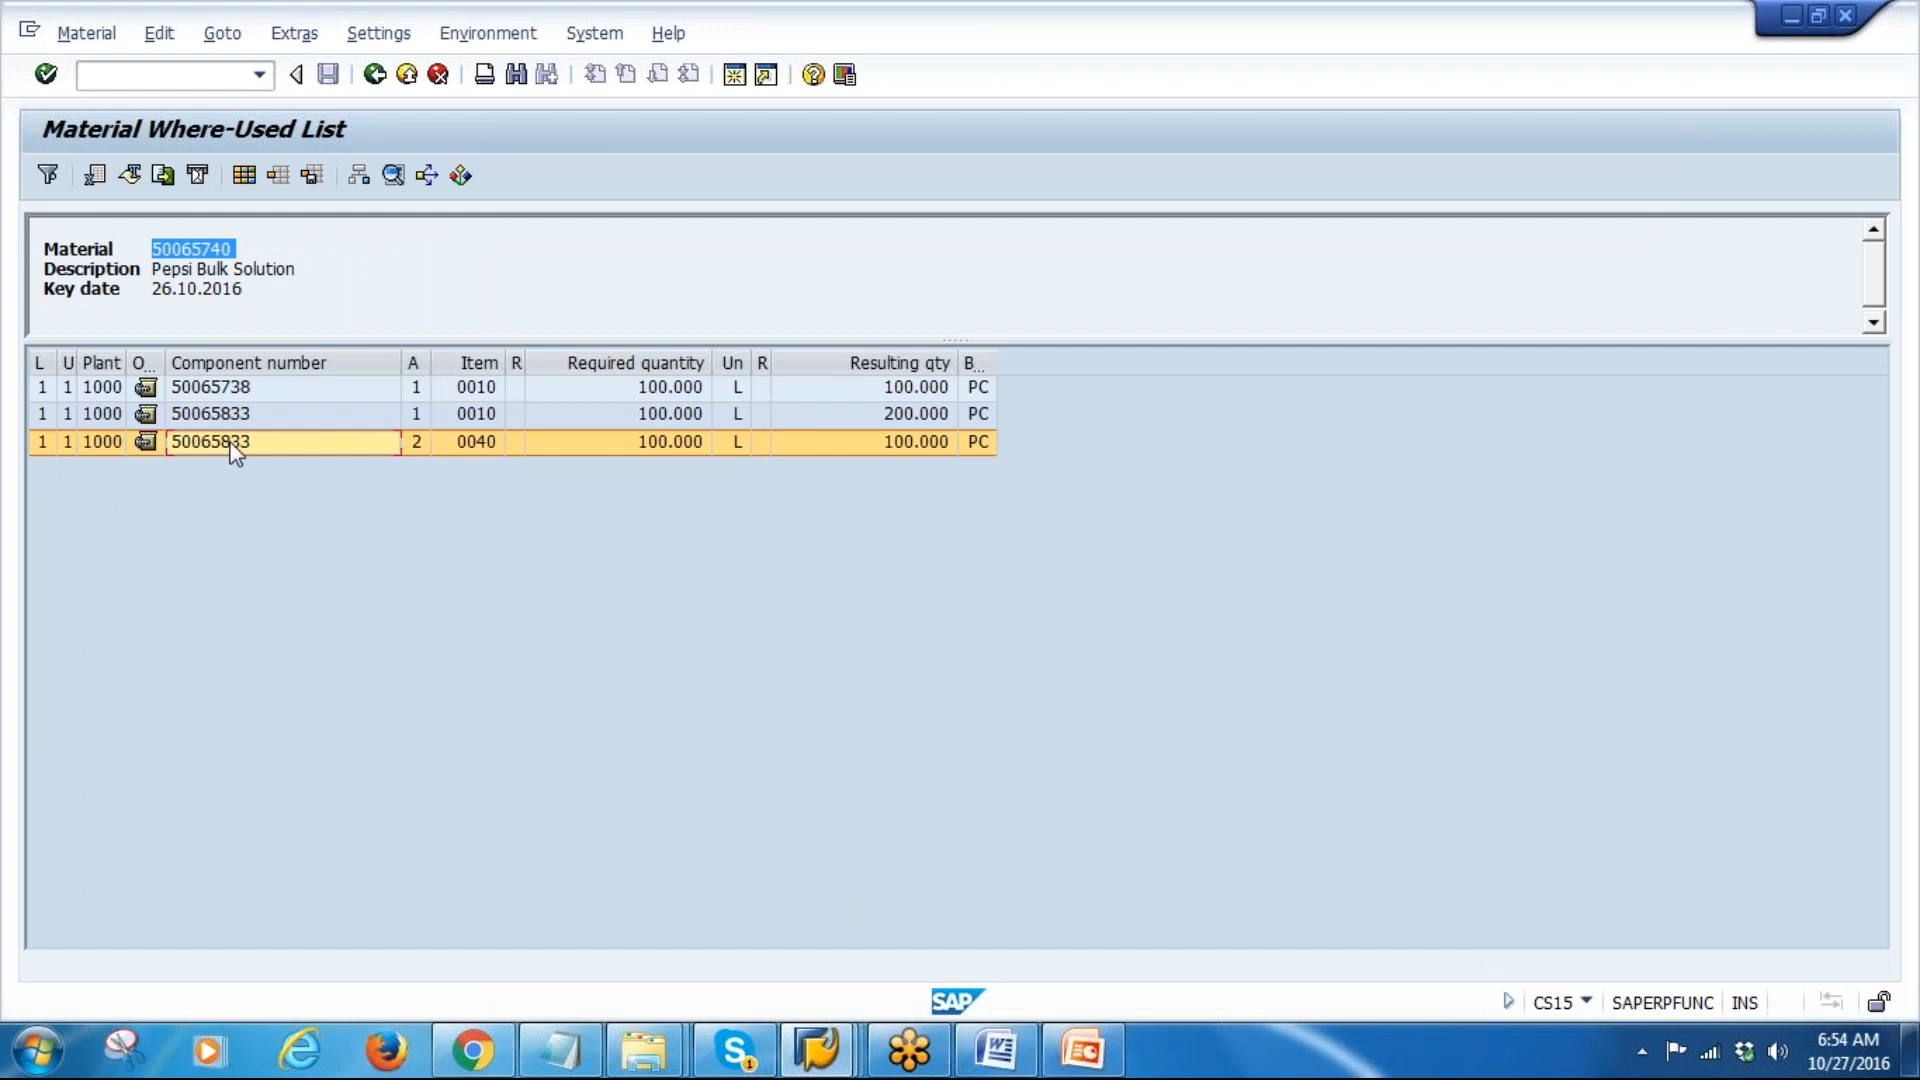 Material Edit Goto Extras Settings Environment System Help
Material Where-Used List
Material 50065740
Description Pepsi Bulk Solution
Key date 26.10.2016
L U Plant O... Component number A Item R Required quantity Un R Resulting qty B...
1 1 1000 50065738 1 0010 100.000 L 100.000 PC
1 1 1000 50065833 1 0010 100.000 L 200.000 PC
1 1 1000 50065833 2 0040 100.000 L 100.000 PC
SAP CS15 SAPERPFUNC INS
6:54 AM
10/27/2016